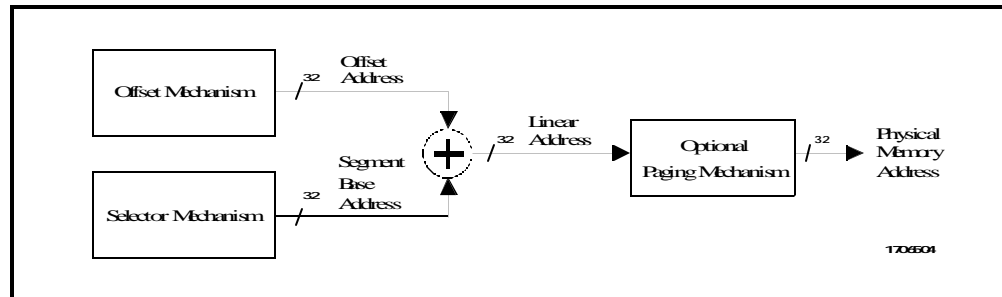 Offset Mechanism
32
Offset
Address
Selector Mechanism
32
Segment
Base
Address
32
Linear
Address
Optional
Paging Mechanism
32
Physical
Memory
Address